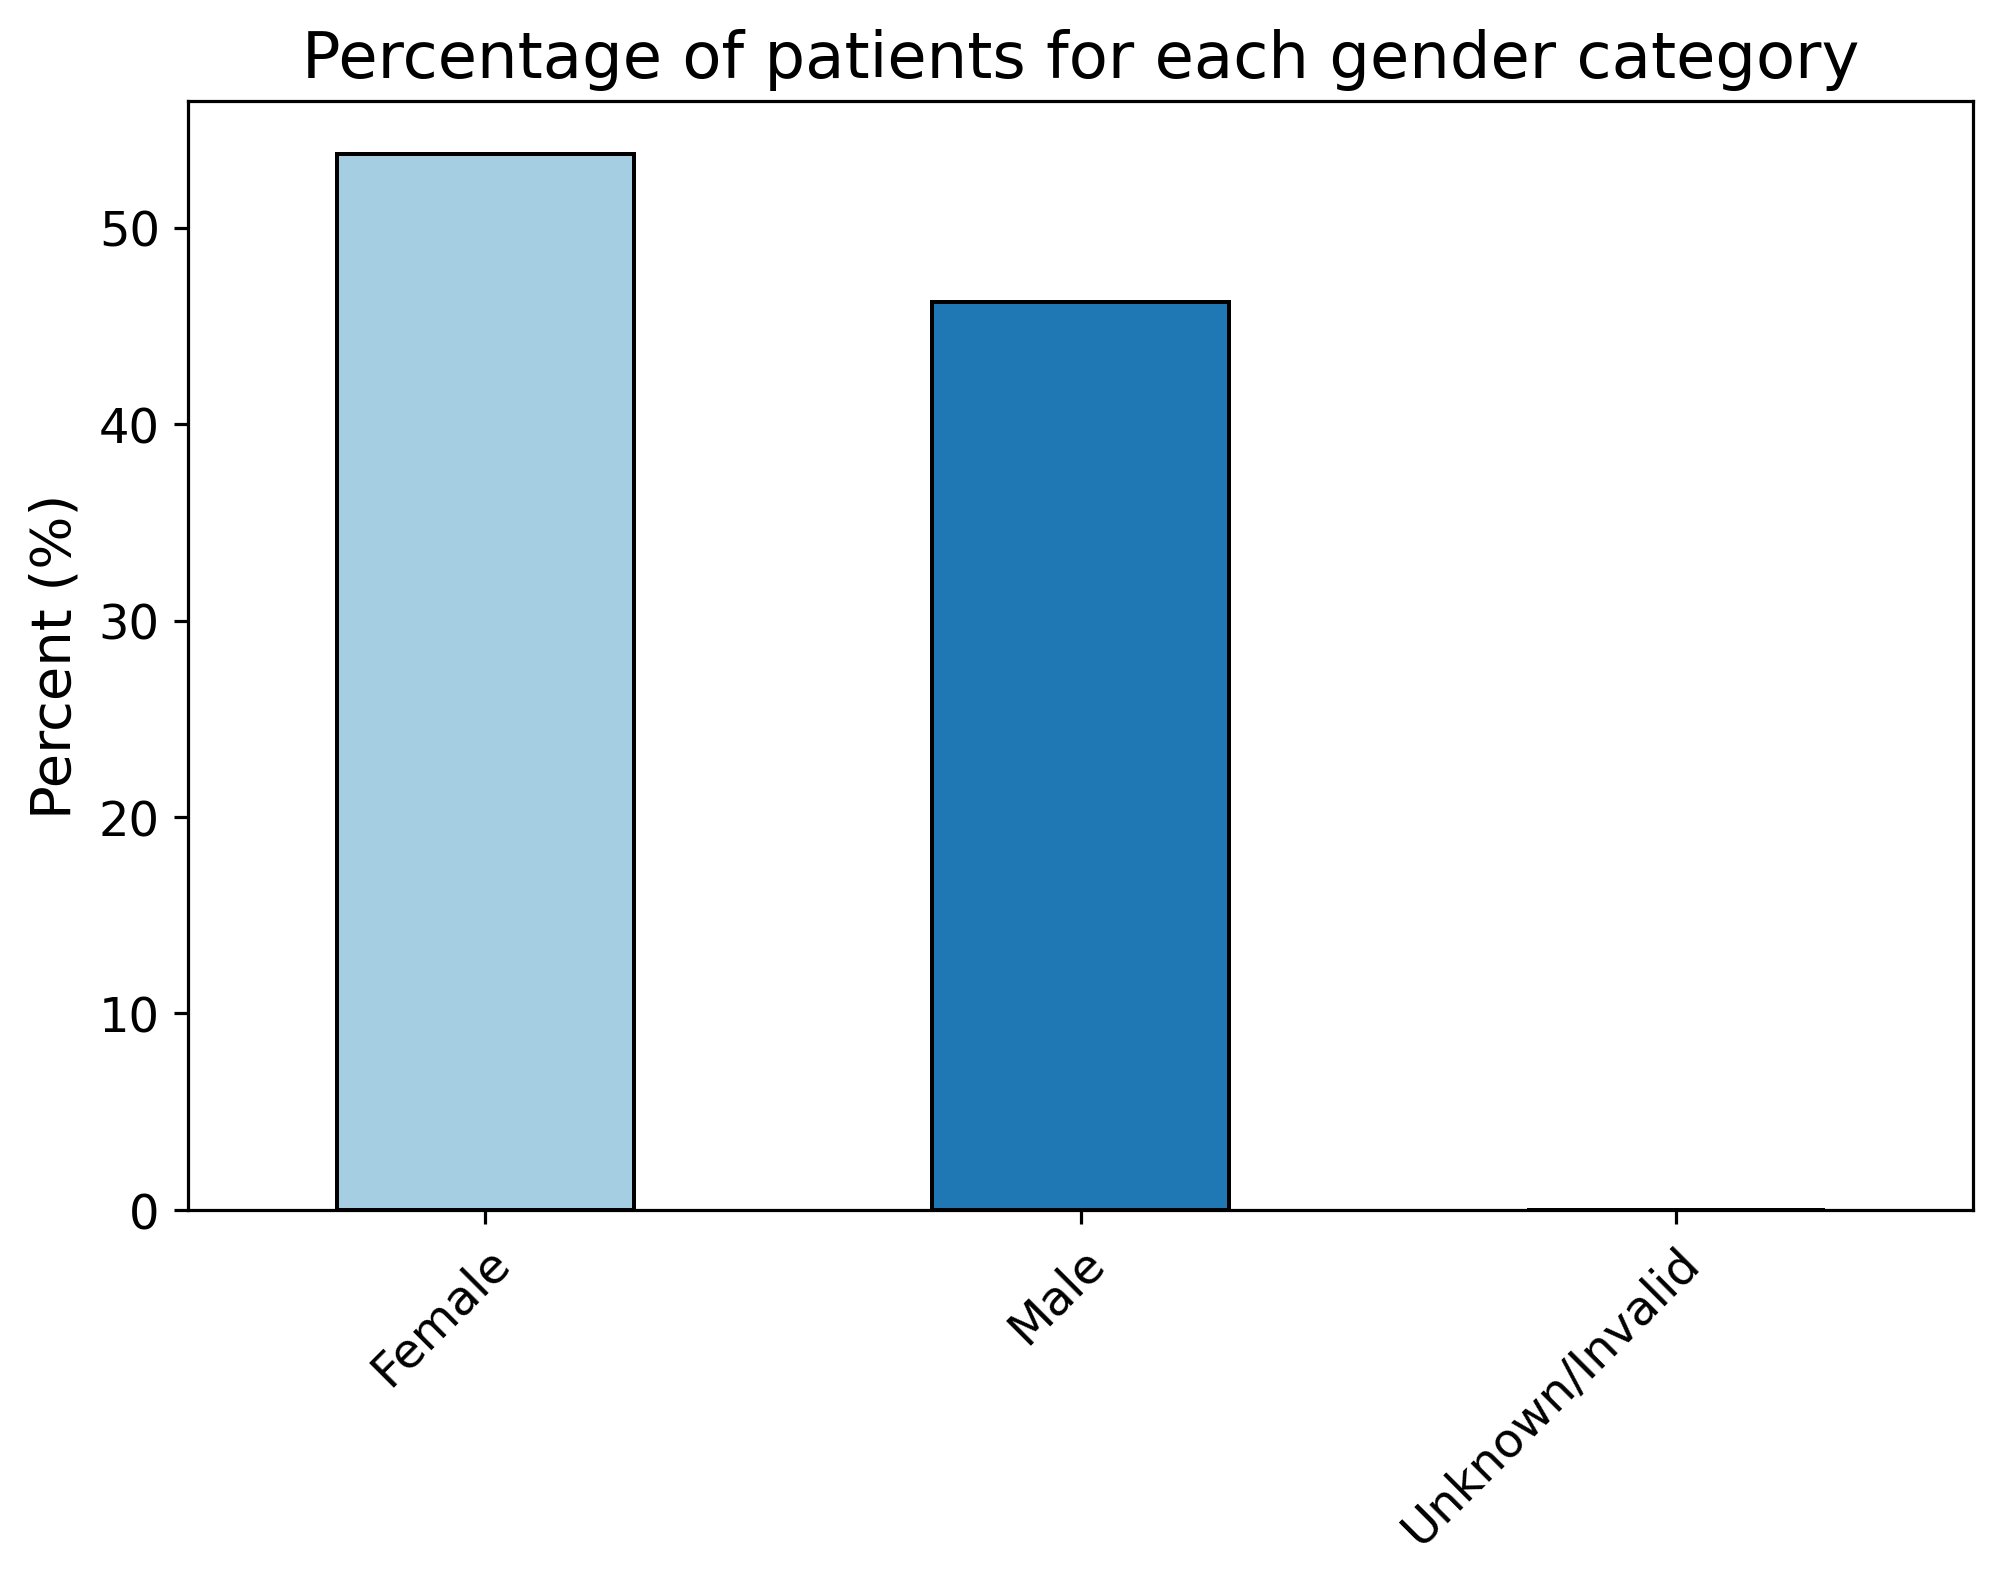 Percentage of patients for each gender category
Percent (%)
50
40
30
20
10
0
Female
Male
Unknown/Invalid